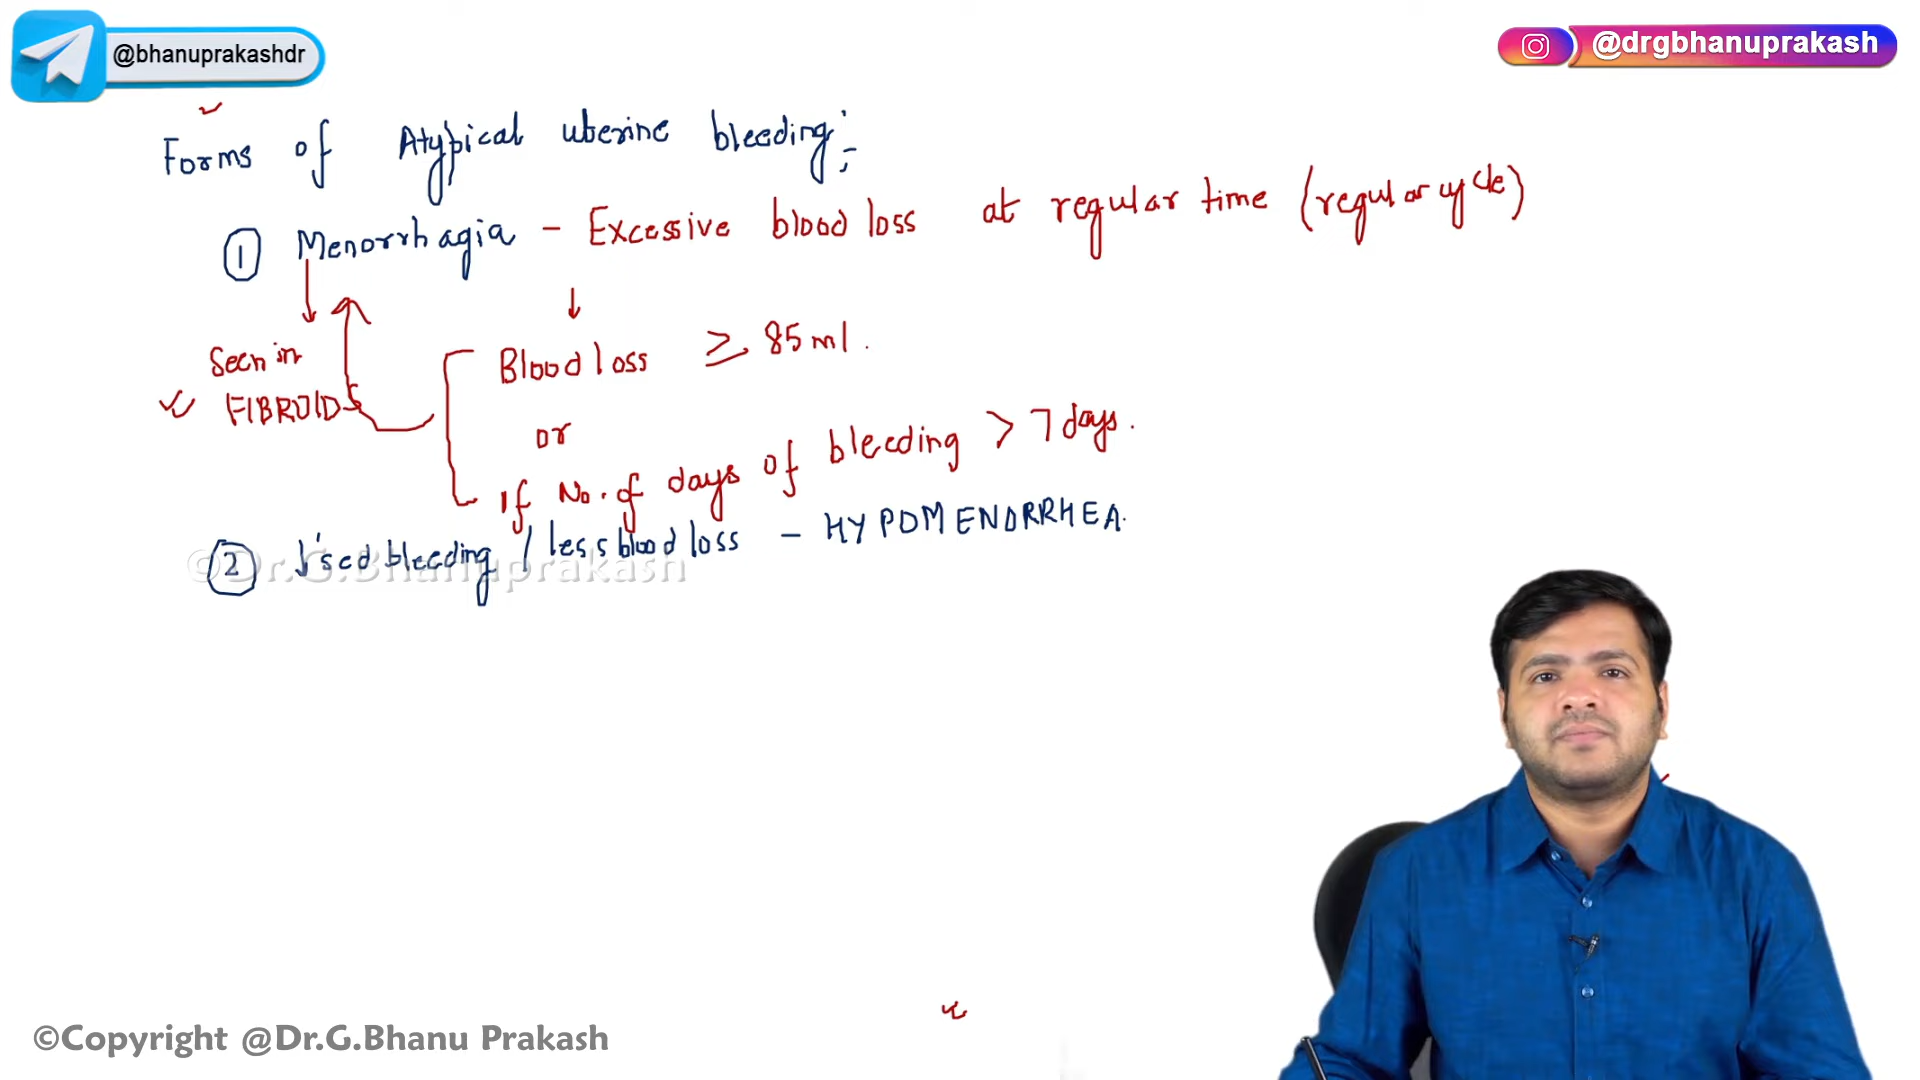 @bhanuprakashdr
@drgbhanuprakash
Forms of Atypical uterine bleeding:-
① Menorrhagia - Excessive blood loss at regular time (regular cycle)
↓ ↓
Seen in FIBROIDS
Blood loss ≥ 85 ml.
or
If No. of days of bleeding > 7 days.
② ↓'sed bleeding / less blood loss - HYPOMENORRHEA.
©Dr.G.Bhanuprakash
©Copyright @Dr.G.Bhanu Prakash